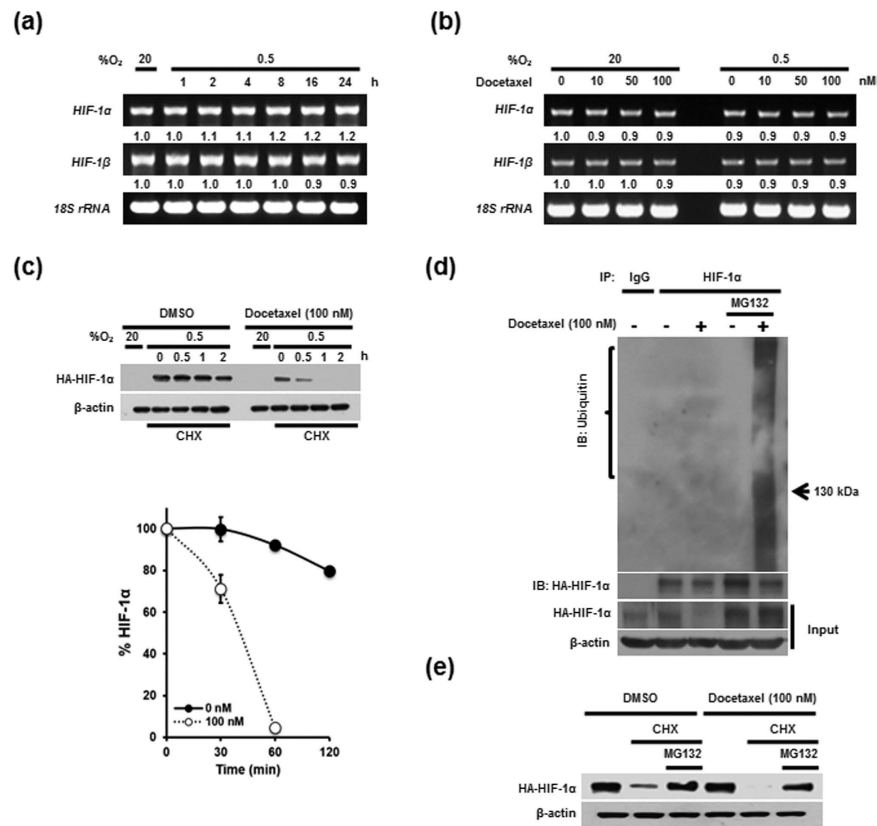 (a)
%O₂ 20 0.5
1 2 4 8 16 24 h
HIF-1α
1.0 1.0 1.1 1.1 1.2 1.2 1.2
HIF-1β
1.0 1.0 1.0 1.0 1.0 0.9 0.9
18S rRNA
(b)
%O₂ 20 0.5
Docetaxel 0 10 50 100 0 10 50 100 nM
HIF-1α
1.0 0.9 0.9 0.9 0.9 0.9 0.9 0.9
HIF-1β
1.0 1.0 1.0 0.9 0.9 0.9 0.9 0.9
18S rRNA
(c)
DMSO Docetaxel (100 nM)
%O₂ 20 0.5 20 0.5
0 0.5 1 2 0 0.5 1 2 h
HA-HIF-1α
β-actin
CHX CHX
% HIF-1α
100
80
60
40
20
0
0 nM
100 nM
0 30 60 120
Time (min)
(d)
IP: IgG HIF-1α
MG132
Docetaxel (100 nM) - - + - +
IB: Ubiquitin
130 kDa
IB: HA-HIF-1α
HA-HIF-1α
β-actin
Input
(e)
DMSO Docetaxel (100 nM)
CHX CHX
MG132 MG132
HA-HIF-1α
β-actin